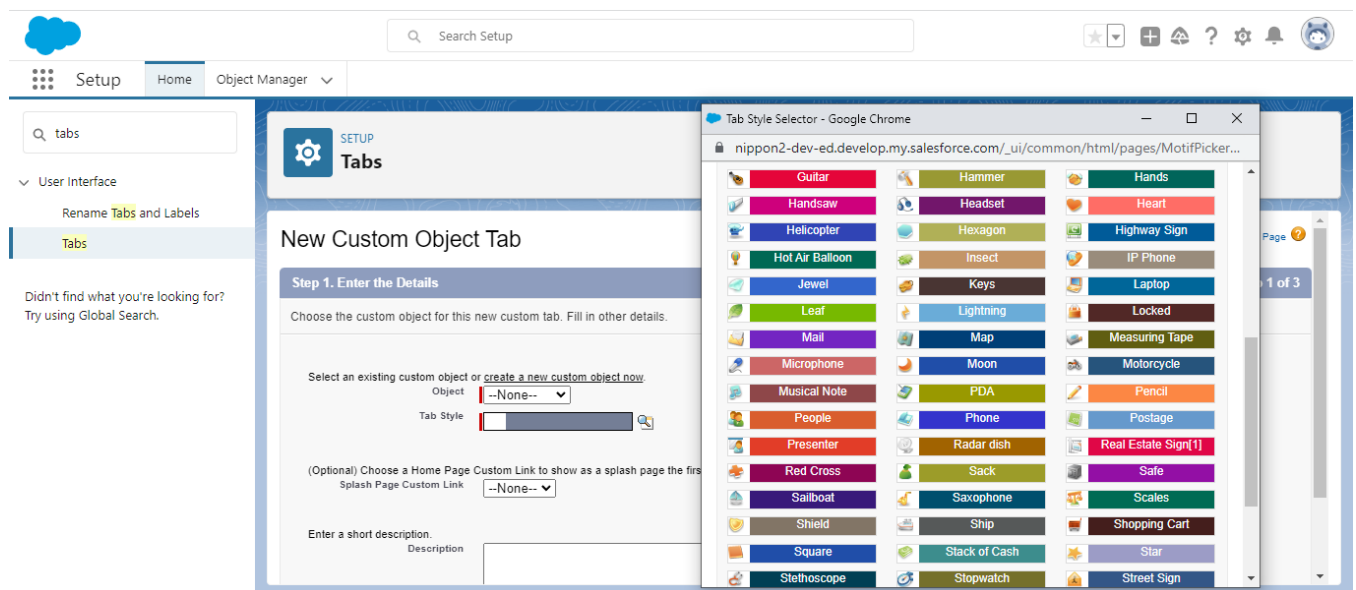 Search Setup
Setup
Home
Object Manager
tabs
User Interface
Rename Tabs and Labels
Tabs
Didn't find what you're looking for?
Try using Global Search.
SETUP
Tabs
New Custom Object Tab
Page
Step 1. Enter the Details
1 of 3
Choose the custom object for this new custom tab. Fill in other details.
Select an existing custom object or create a new custom object now.
Object
--None--
Tab Style
(Optional) Choose a Home Page Custom Link to show as a splash page the firs
Splash Page Custom Link
--None--
Enter a short description.
Description
Tab Style Selector - Google Chrome
nippon2-dev-ed.develop.my.salesforce.com/_ui/common/html/pages/MotifPicker...
Guitar Hammer Hands
Handsaw Headset Heart
Helicopter Hexagon Highway Sign
Hot Air Balloon Insect IP Phone
Jewel Keys Laptop
Leaf Lightning Locked
Mail Map Measuring Tape
Microphone Moon Motorcycle
Musical Note PDA Pencil
People Phone Postage
Presenter Radar dish Real Estate Sign[1]
Red Cross Sack Safe
Sailboat Saxophone Scales
Shield Ship Shopping Cart
Square Stack of Cash Star
Stethoscope Stopwatch Street Sign